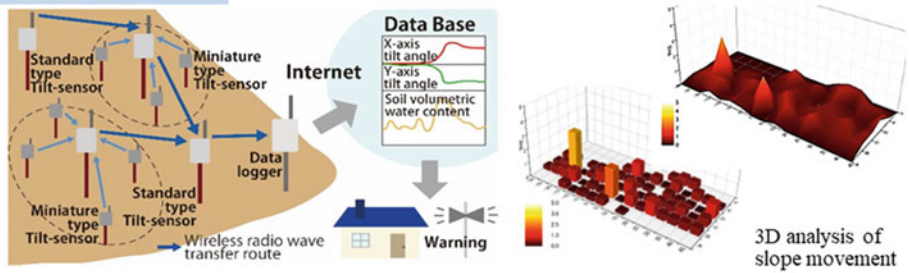 Standard
type
Tilt-sensor
Miniature
type
Tilt-sensor
Internet
Data Base
X-axis
tilt angle
Y-axis
tilt angle
Soil volumetric
water content
Data
logger
Miniature
type
Tilt-sensor
Standard
type
Tilt-sensor
Wireless radio wave
transfer route
Warning
3D analysis of
slope movement